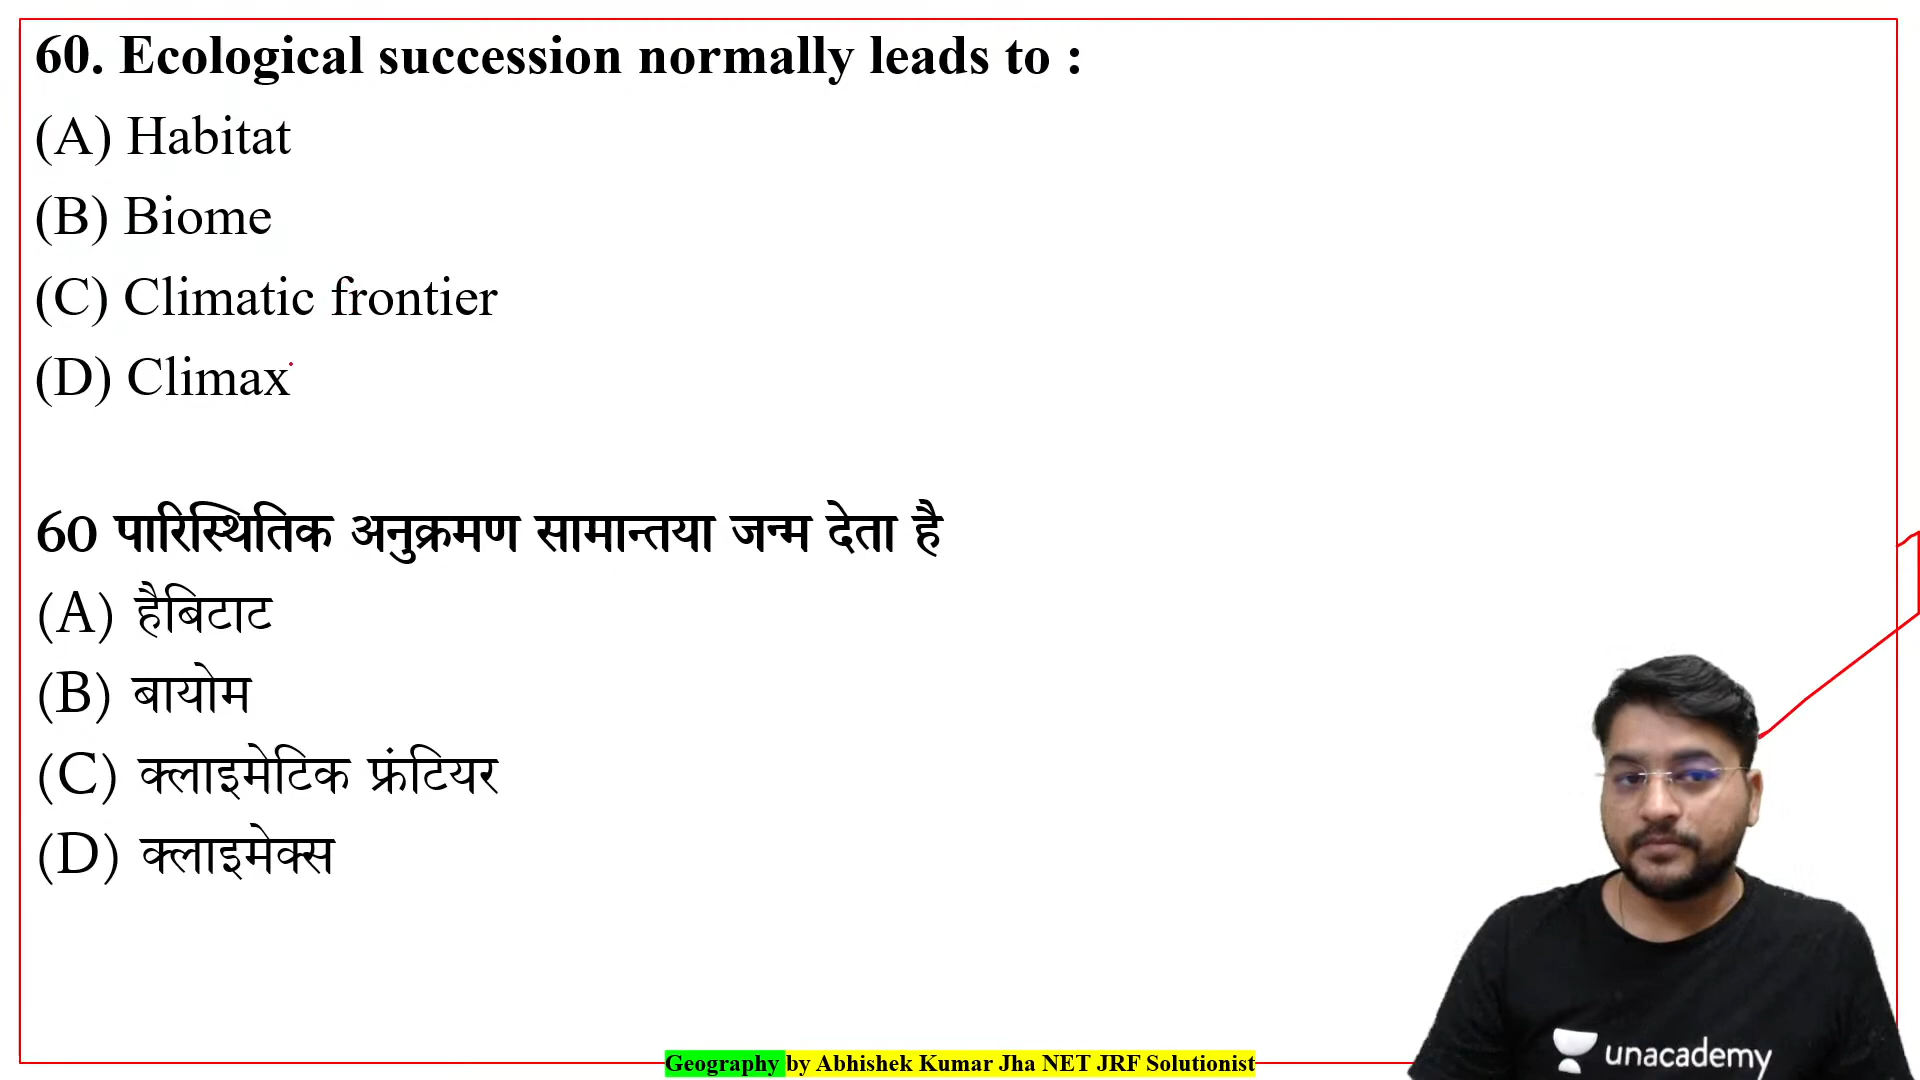 60. Ecological succession normally leads to :
(A) Habitat
(B) Biome
(C) Climatic frontier
(D) Climax
60 पारिस्थितिक अनुक्रमण सामान्तया जन्म देता है
(A) हैबिटाट
(B) बायोम
(C) क्लाइमेटिक फ्रंटियर
(D) क्लाइमेक्स
unacademy
Geography by Abhishek Kumar Jha NET JRF Solutionist